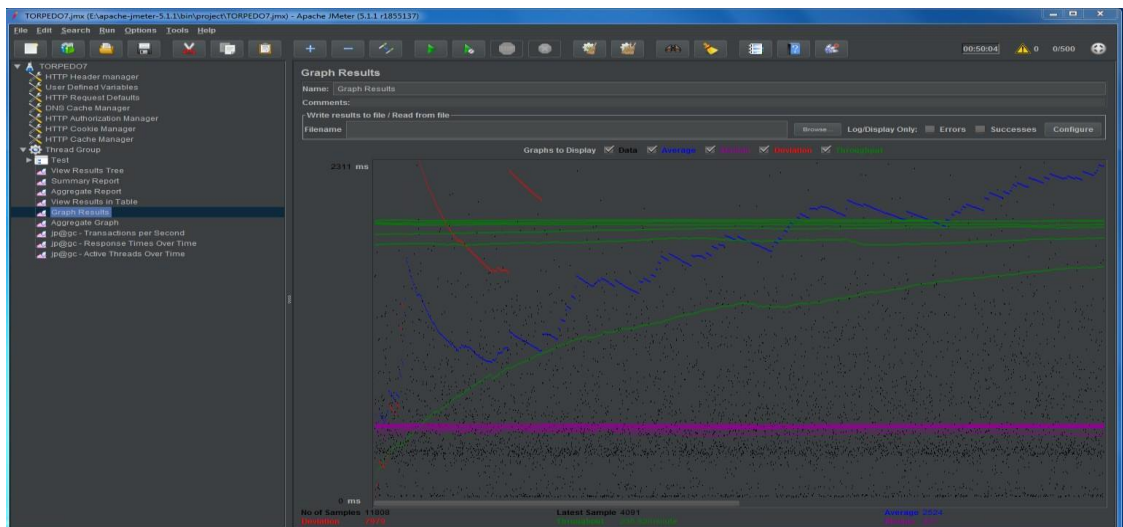 TORPEDO7.jmx (E:\apache-jmeter-5.1.1\bin\project\TORPEDO7.jmx) - Apache JMeter (5.1.1 r1855137)
File Edit Search Run Options Tools Help
00:50:04 0 0/500
TORPEDO7
HTTP Header manager
User Defined Variables
HTTP Request Defaults
DNS Cache Manager
HTTP Authorization Manager
HTTP Cookie Manager
HTTP Cache Manager
Thread Group
Test
View Results Tree
Summary Report
Aggregate Report
View Results in Table
Graph Results
Aggregate Graph
jp@gc - Transactions per Second
jp@gc - Response Times Over Time
jp@gc - Active Threads Over Time
Graph Results
Name: Graph Results
Comments:
Write results to file / Read from file
Filename Browse... Log/Display Only: Errors Successes Configure
Graphs to Display Data Average Median Deviation Throughput
2311 ms
0 ms
No of Samples 11808 Latest Sample 4091 Average 2524
Deviation